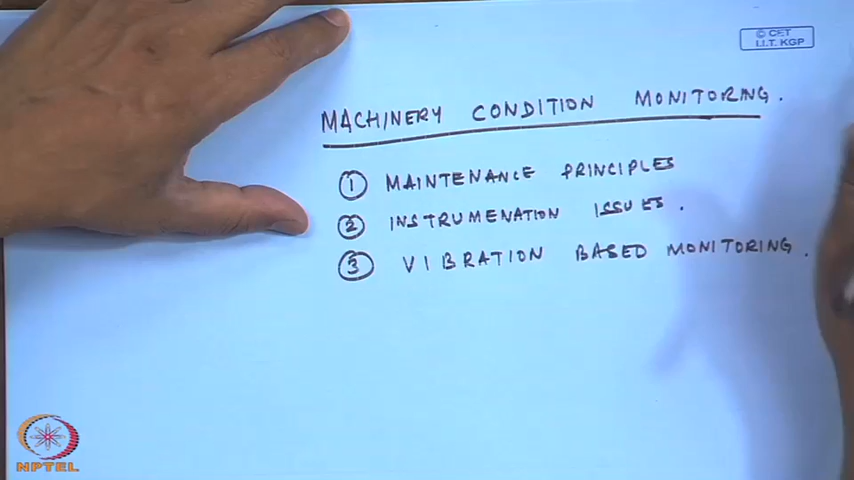 © CET
I.I.T. KGP
MACHINERY CONDITION MONITORING.
1 MAINTENANCE PRINCIPLES
2 INSTRUMENATION ISSUES.
3 VIBRATION BASED MONITORING.
NPTEL